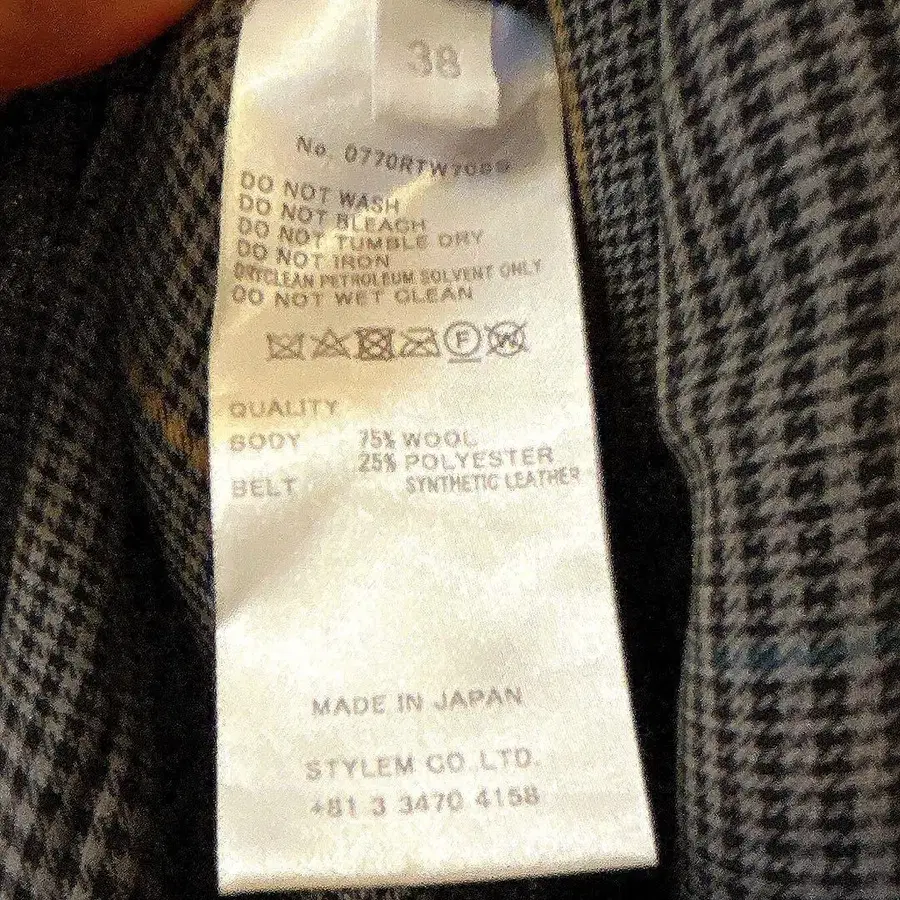 38
No.
DO NOT WASH
DO NOT BLEACH
DO NOT TUMBLE DRY
DO NOT IRON
DRYCLEAN PETROLEUM SOLVENT ONLY
DO NOT WET CLEAN
F W
QUALITY
BODY 75% WOOL
25% POLYESTER
BELT SYNTHETIC LEATHER
MADE IN JAPAN
STYLEM CO.,LTD.
+81 3 3470 4158